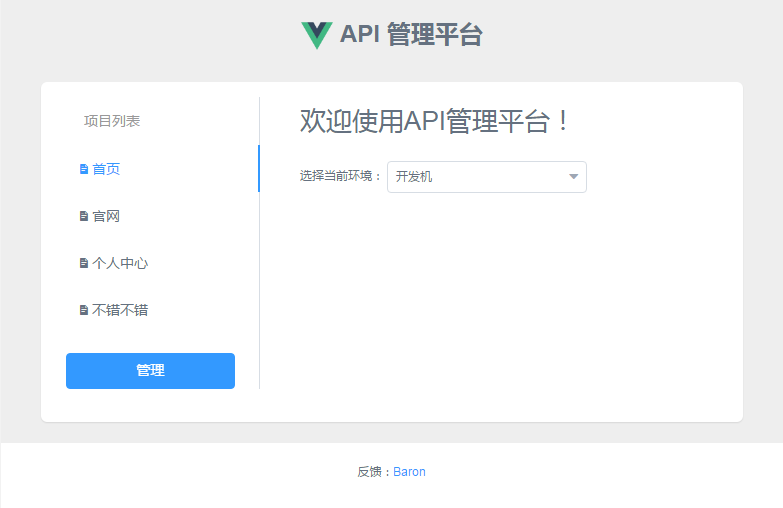 API 管理平台
项目列表
首页
官网
个人中心
不错不错
管理
欢迎使用API管理平台！
选择当前环境：
开发机
反馈：Baron